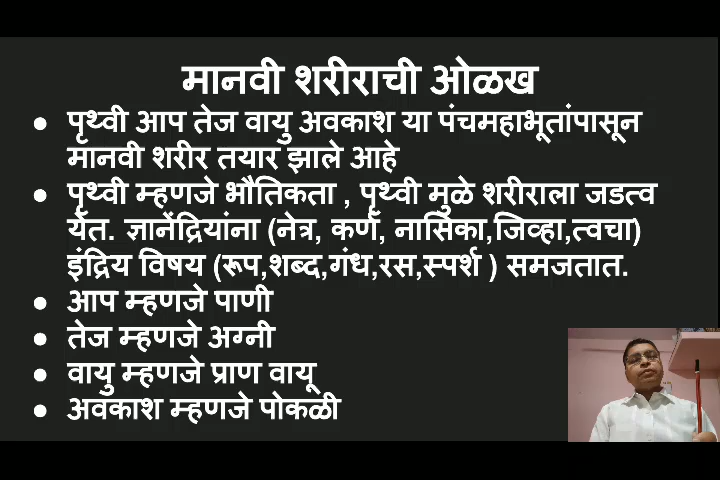 मानवी शरीराची ओळख
● पृथ्वी आप तेज वायु अवकाश या पंचमहाभूतांपासून
मानवी शरीर तयार झाले आहे
● पृथ्वी म्हणजे भौतिकता , पृथ्वी मुळे शरीराला जडत्व
येत. ज्ञानेंद्रियांना (नेत्र, कर्ण, नासिका,जिव्हा,त्वचा)
इंद्रिय विषय (रूप,शब्द,गंध,रस,स्पर्श ) समजतात.
● आप म्हणजे पाणी
● तेज म्हणजे अग्नी
● वायु म्हणजे प्राण वायू
● अवकाश म्हणजे पोकळी